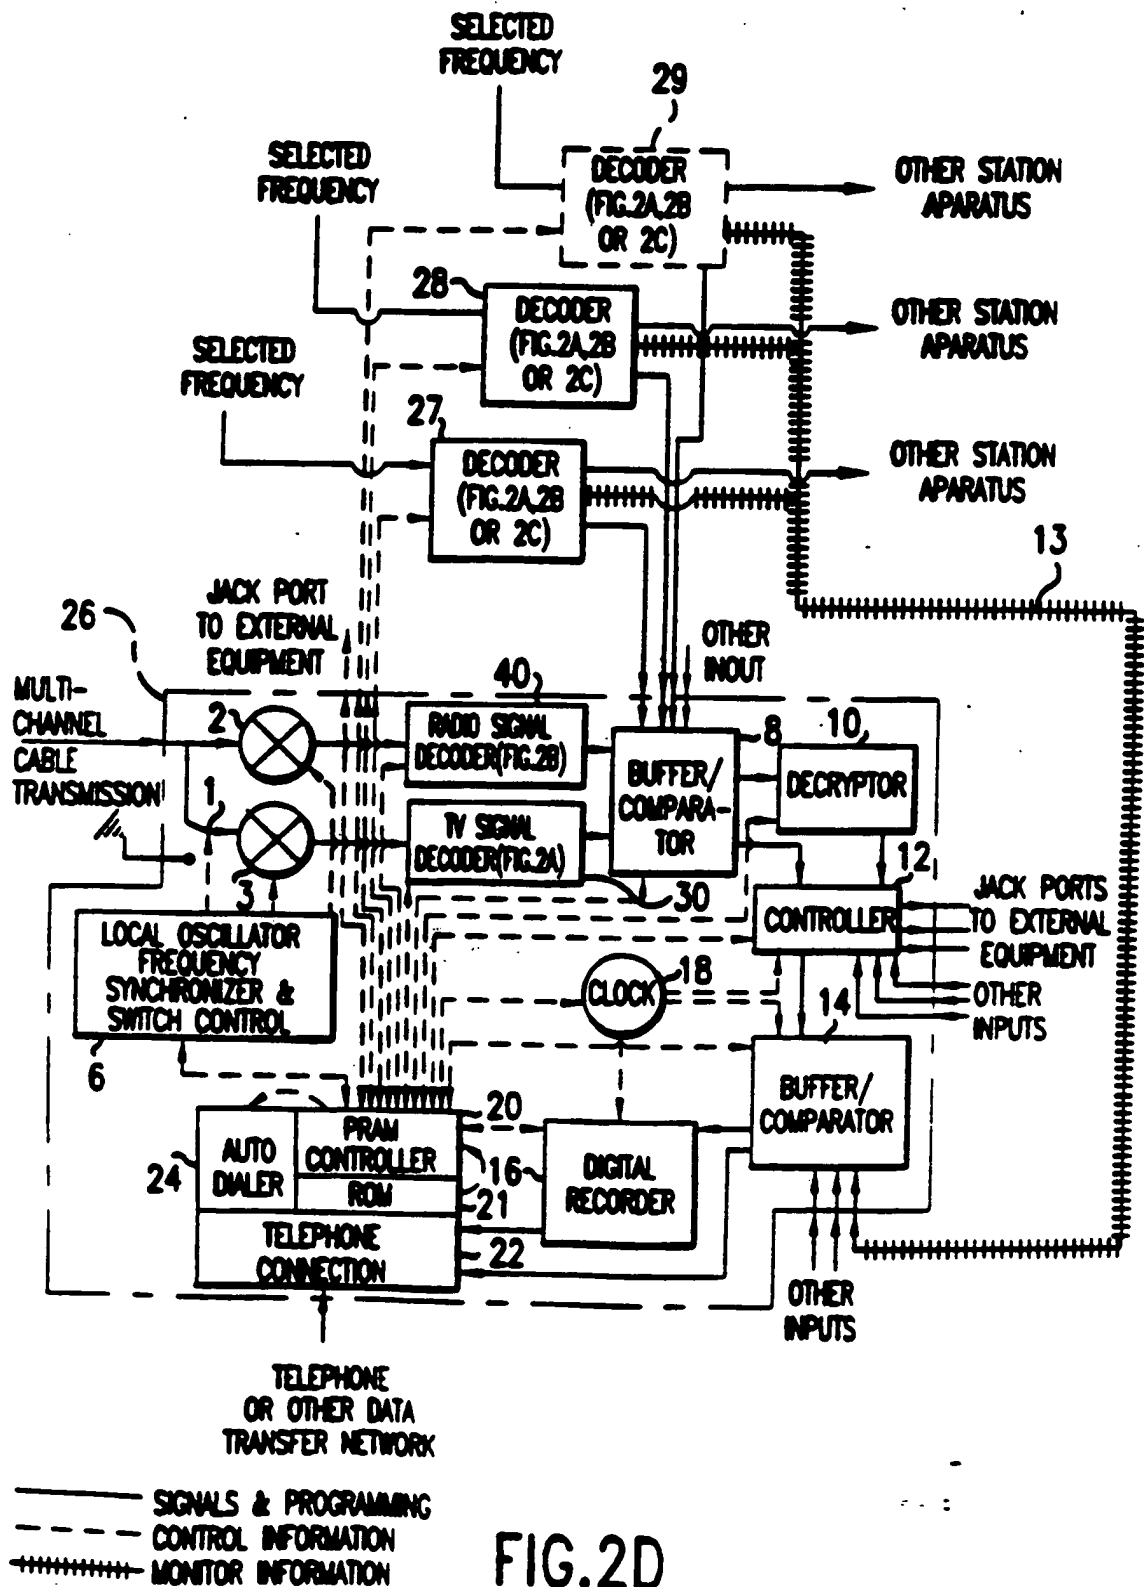 SELECTED
FREQUENCY
29
SELECTED
FREQUENCY
DECODER
(FIG.2A,2B
OR 2C)
OTHER STATION
APPARATUS
28
DECODER
(FIG.2A,2B
OR 2C)
OTHER STATION
APPARATUS
SELECTED
FREQUENCY
27
DECODER
(FIG.2A,2B
OR 2C)
OTHER STATION
APPARATUS
13
JACK PORT
TO EXTERNAL
EQUIPMENT
26
OTHER
INOUT
MULTI-
CHANNEL
CABLE
TRANSMISSION
2
40
RADIO SIGNAL
DECODER(FIG.2B)
8
BUFFER/
COMPARA-
TOR
10
DECRYPTOR
1
3
TV SIGNAL
DECODER(FIG.2A)
30
12
CONTROLLER
JACK PORTS
TO EXTERNAL
EQUIPMENT
OTHER
INPUTS
LOCAL OSCILLATOR
FREQUENCY
SYNCHRONIZER &
SWITCH CONTROL
6
CLOCK
18
14
BUFFER/
COMPARATOR
20
PRAM
CONTROLLER
AUTO
DIALER
24
16
ROM
21
DIGITAL
RECORDER
TELEPHONE
CONNECTION
22
OTHER
INPUTS
TELEPHONE
OR OTHER DATA
TRANSFER NETWORK
SIGNALS & PROGRAMMING
CONTROL INFORMATION
MONITOR INFORMATION
FIG.2D